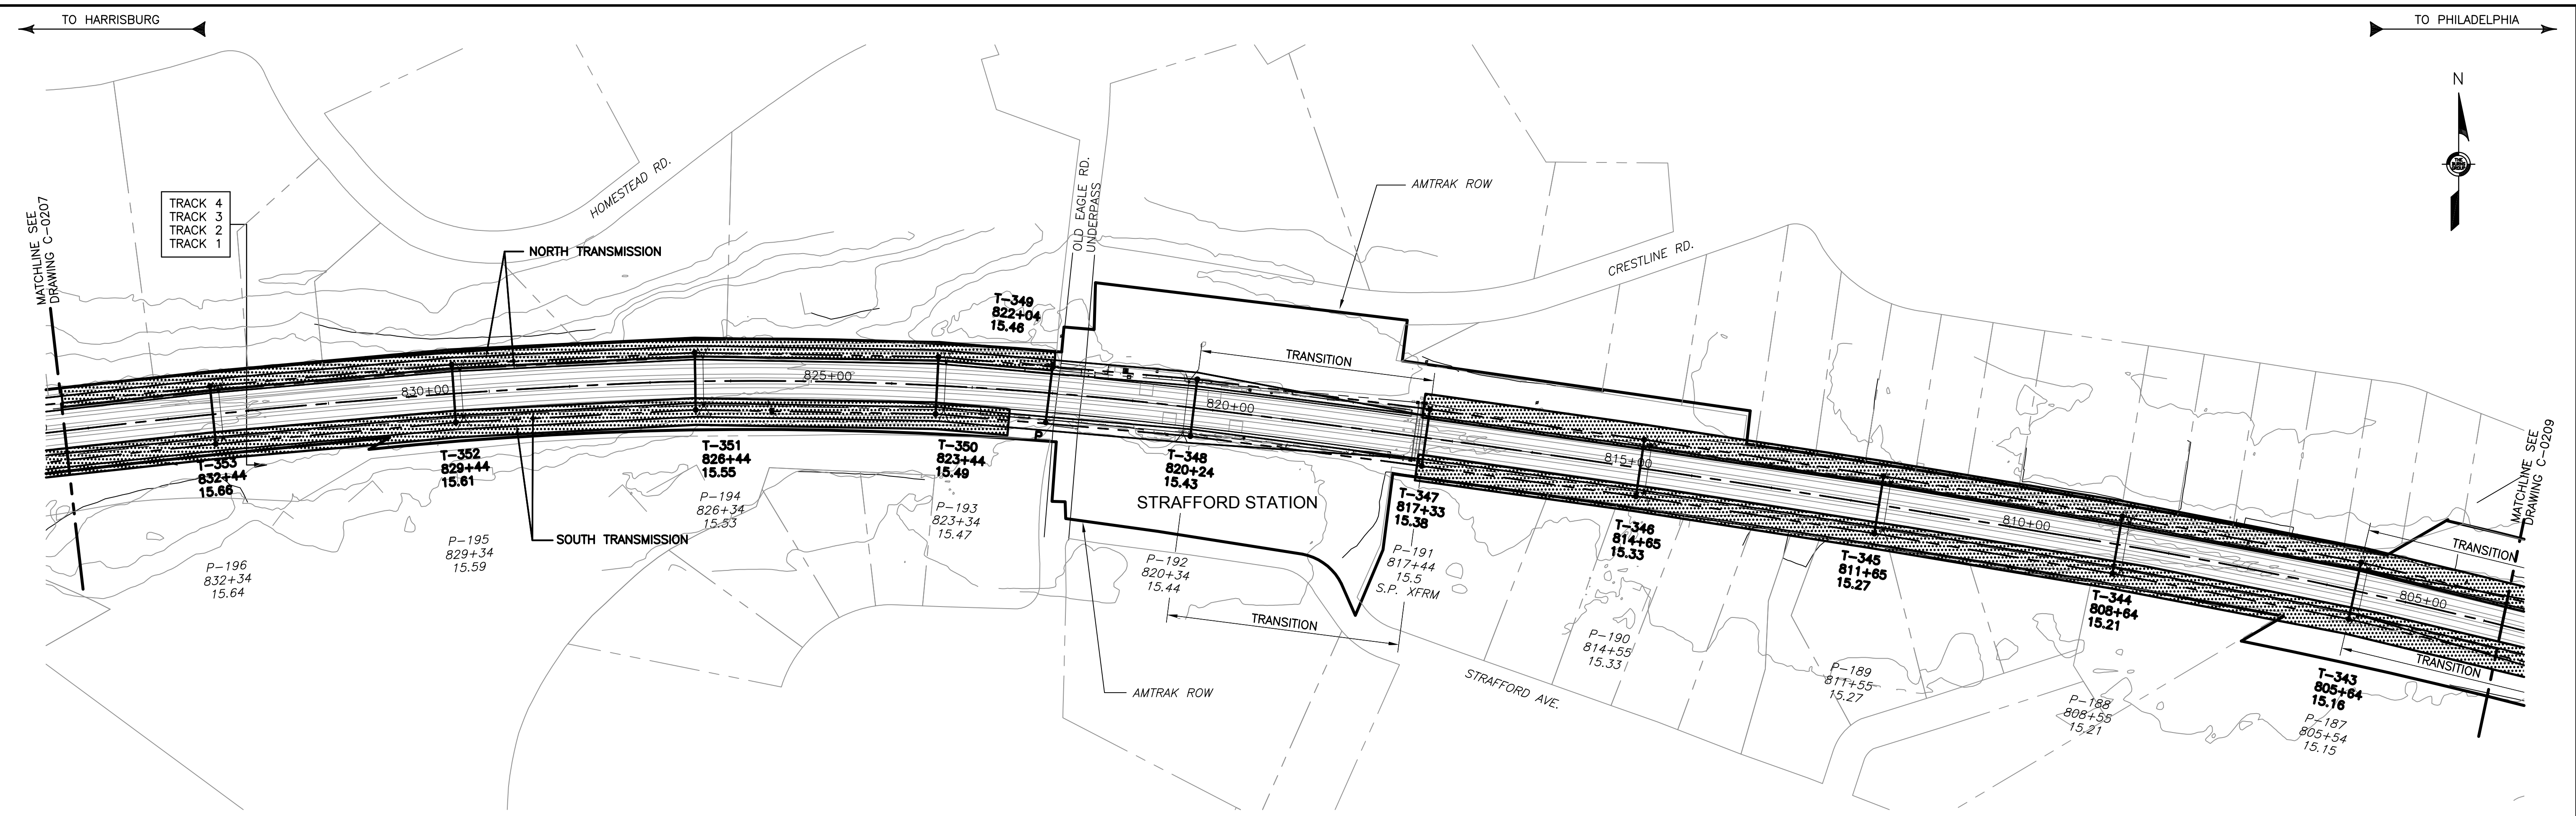 TO HARRISBURG
TO PHILADELPHIA
N
THE
BURNS
GROUP
MATCHLINE SEE
DRAWING C-0207
TRACK 4
TRACK 3
TRACK 2
TRACK 1
HOMESTEAD RD.
NORTH TRANSMISSION
OLD EAGLE RD.
UNDERPASS
AMTRAK ROW
CRESTLINE RD.
T-349
822+04
15.46
TRANSITION
830+00
825+00
820+00
815+00
810+00
805+00
MATCHLINE SEE
DRAWING C-0209
TRANSITION
P
T-353
832+44
15.66
T-352
829+44
15.61
T-351
826+44
15.55
T-350
823+44
15.49
T-348
820+24
15.43
STRAFFORD STATION
T-347
817+33
15.38
T-346
814+65
15.33
T-345
811+65
15.27
T-344
808+64
15.21
T-343
805+64
15.16
TRANSITION
SOUTH TRANSMISSION
P-196
832+34
15.64
P-195
829+34
15.59
P-194
826+34
15.53
P-193
823+34
15.47
P-192
820+34
15.44
P-191
817+44
15.5
S.P. XFRM
P-190
814+55
15.33
P-189
811+55
15.27
P-188
808+55
15.21
P-187
805+54
15.15
TRANSITION
AMTRAK ROW
STRAFFORD AVE.